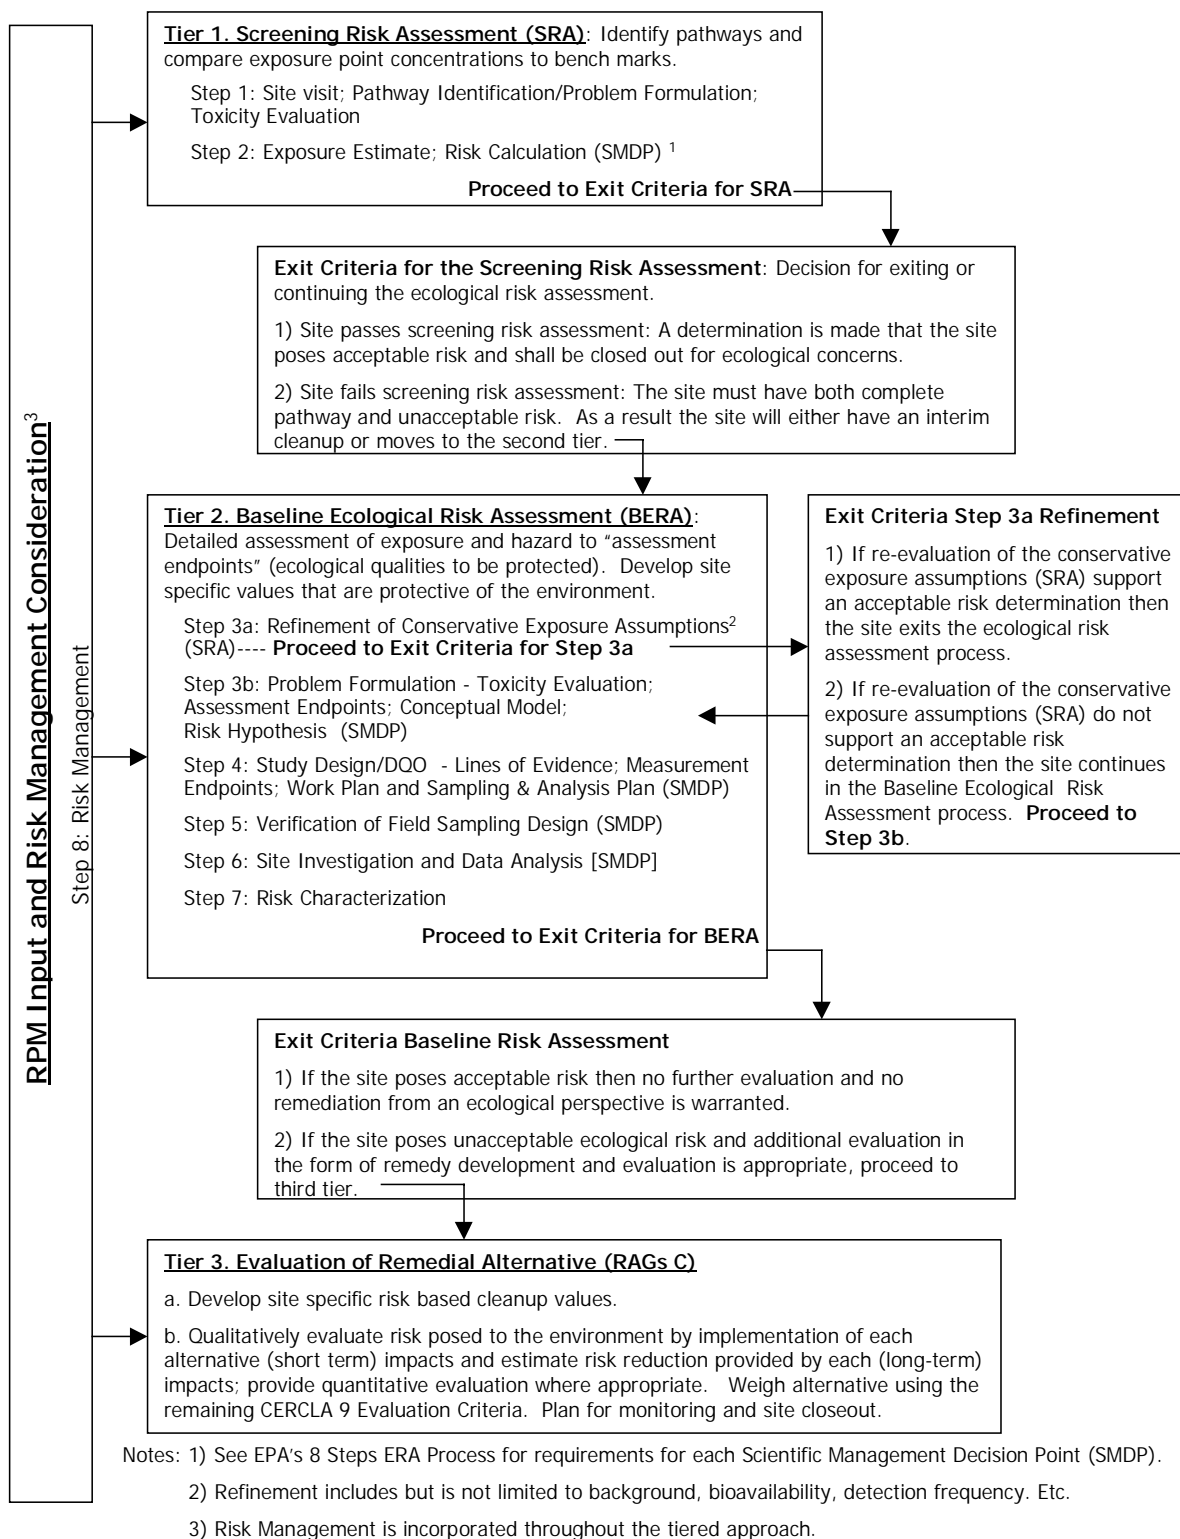 RPM Input and Risk Management Consideration3
Step 8: Risk Management
Tier 1. Screening Risk Assessment (SRA): Identify pathways and
compare exposure point concentrations to bench marks.
Step 1: Site visit; Pathway Identification/Problem Formulation;
Toxicity Evaluation
Step 2: Exposure Estimate; Risk Calculation (SMDP) 1
Proceed to Exit Criteria for SRA
Exit Criteria for the Screening Risk Assessment: Decision for exiting or
continuing the ecological risk assessment.
1) Site passes screening risk assessment: A determination is made that the site
poses acceptable risk and shall be closed out for ecological concerns.
2) Site fails screening risk assessment: The site must have both complete
pathway and unacceptable risk. As a result the site will either have an interim
cleanup or moves to the second tier.
Tier 2. Baseline Ecological Risk Assessment (BERA):
Detailed assessment of exposure and hazard to “assessment
endpoints” (ecological qualities to be protected). Develop site
specific values that are protective of the environment.
Step 3a: Refinement of Conservative Exposure Assumptions2
(SRA)---- Proceed to Exit Criteria for Step 3a
Step 3b: Problem Formulation - Toxicity Evaluation;
Assessment Endpoints; Conceptual Model;
Risk Hypothesis (SMDP)
Step 4: Study Design/DQO - Lines of Evidence; Measurement
Endpoints; Work Plan and Sampling & Analysis Plan (SMDP)
Step 5: Verification of Field Sampling Design (SMDP)
Step 6: Site Investigation and Data Analysis [SMDP]
Step 7: Risk Characterization
Proceed to Exit Criteria for BERA
Exit Criteria Step 3a Refinement
1) If re-evaluation of the conservative
exposure assumptions (SRA) support
an acceptable risk determination then
the site exits the ecological risk
assessment process.
2) If re-evaluation of the conservative
exposure assumptions (SRA) do not
support an acceptable risk
determination then the site continues
in the Baseline Ecological Risk
Assessment process. Proceed to
Step 3b.
Exit Criteria Baseline Risk Assessment
1) If the site poses acceptable risk then no further evaluation and no
remediation from an ecological perspective is warranted.
2) If the site poses unacceptable ecological risk and additional evaluation in
the form of remedy development and evaluation is appropriate, proceed to
third tier.
Tier 3. Evaluation of Remedial Alternative (RAGs C)
a. Develop site specific risk based cleanup values.
b. Qualitatively evaluate risk posed to the environment by implementation of each
alternative (short term) impacts and estimate risk reduction provided by each (long-term)
impacts; provide quantitative evaluation where appropriate. Weigh alternative using the
remaining CERCLA 9 Evaluation Criteria. Plan for monitoring and site closeout.
Notes: 1) See EPA’s 8 Steps ERA Process for requirements for each Scientific Management Decision Point (SMDP).
2) Refinement includes but is not limited to background, bioavailability, detection frequency. Etc.
3) Risk Management is incorporated throughout the tiered approach.